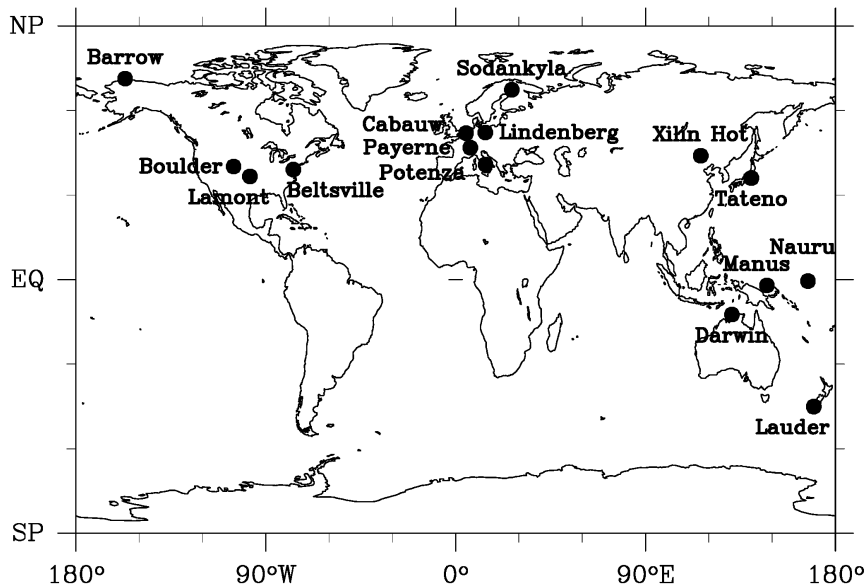 NP
Barrow
Sodankyla
Cabauw
Lindenberg
Xilin Hot
Payerne
Boulder
Potenza
Lamont
Beltsville
Tateno
Nauru
Manus
EQ
Darwin
Lauder
SP
180° 90°W 0° 90°E 180°